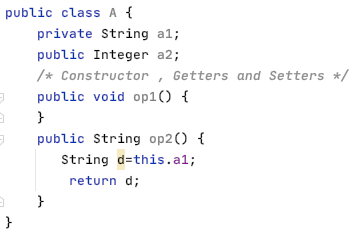 public class A {
    private String a1;
    public Integer a2;
    /* Constructor , Getters and Setters */
    public void op1() {
    }
    public String op2() {
       String d=this.a1;
        return d;
    }
}